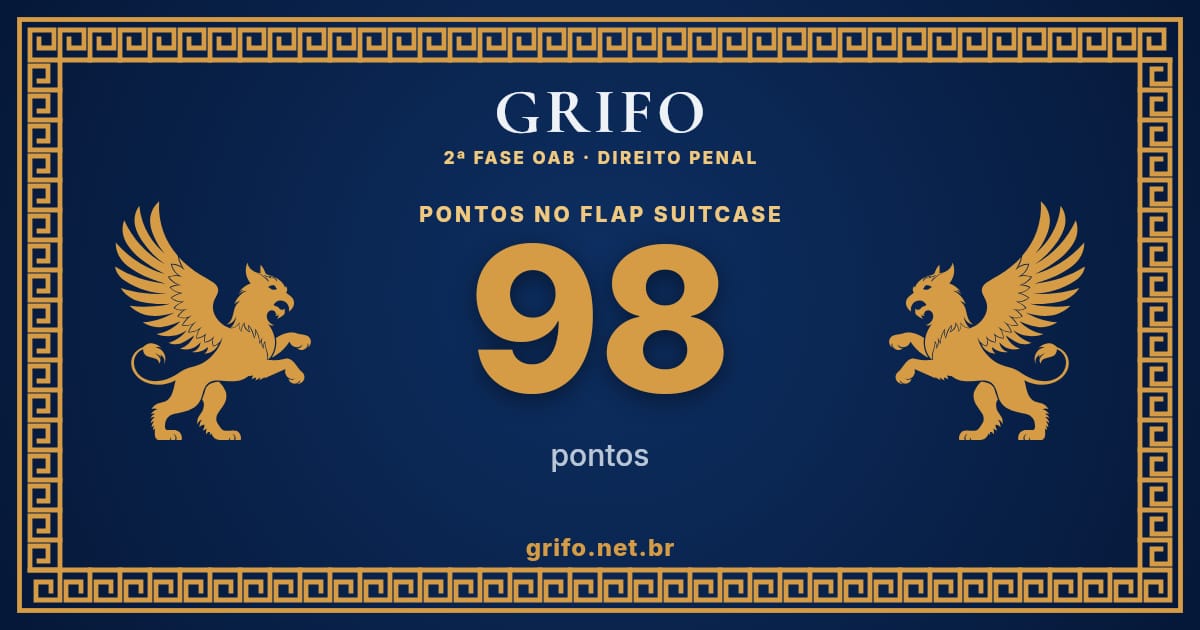 GRIFO
2ª FASE OAB · DIREITO PENAL
PONTOS NO FLAP SUITCASE
98
pontos
grifo.net.br